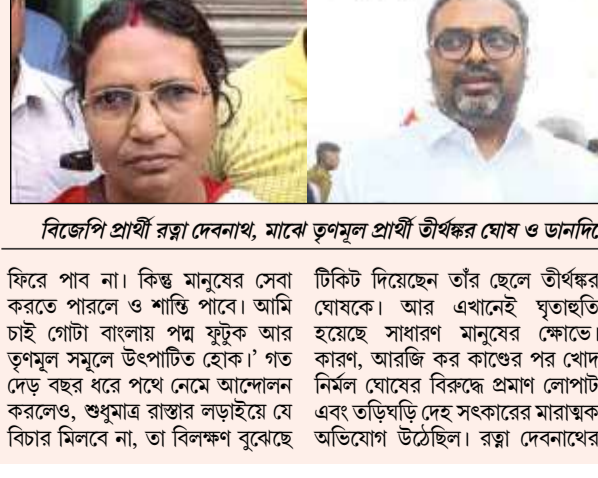 বিজেপি প্রার্থী রত্না দেবনাথ, মাঝে তৃণমূল প্রার্থী তীর্থঙ্কর ঘোষ ও
ফিরে পাব না। কিন্তু মানুষের সেবা
করতে পারলে ও শান্তি পাবে। আমি
চাই গোটা বাংলায় পদ্ম ফুটুক আর
তৃণমূল সমূলে উৎপাটিত হোক।’ গত
দেড় বছর ধরে পথে নেমে আন্দোলন
করলেও, শুধুমাত্র রাস্তার লড়াইয়ে যে
বিচার মিলবে না, তা বিলক্ষণ বুঝেছে
টিকিট দিয়েছেন তাঁর ছেলে তীর্থঙ্কর
ঘোষকে। আর এখানেই ঘৃতাহুতি
হয়েছে সাধারণ মানুষের ক্ষোভে।
কারণ, আরজি কর কাণ্ডের পর খোদ
নির্মল ঘোষের বিরুদ্ধে প্রমাণ লোপাট
এবং তড়িঘড়ি দেহ সৎকারের মারাত্মক
অভিযোগ উঠেছিল। রত্না দেবনাথের